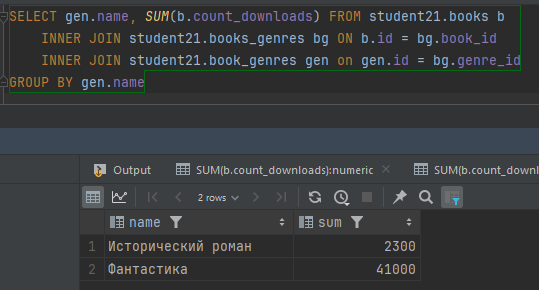 SELECT gen.name, SUM(b.count_downloads) FROM student21.books b
INNER JOIN student21.books_genres bg ON b.id = bg.book_id
INNER JOIN student21.book_genres gen on gen.id = bg.genre_id
GROUP BY gen.name
Output SUM(b.count_downloads):numeric SUM(b.count_downl
2 rows
name sum
1 Исторический роман 2300
2 Фантастика 41000